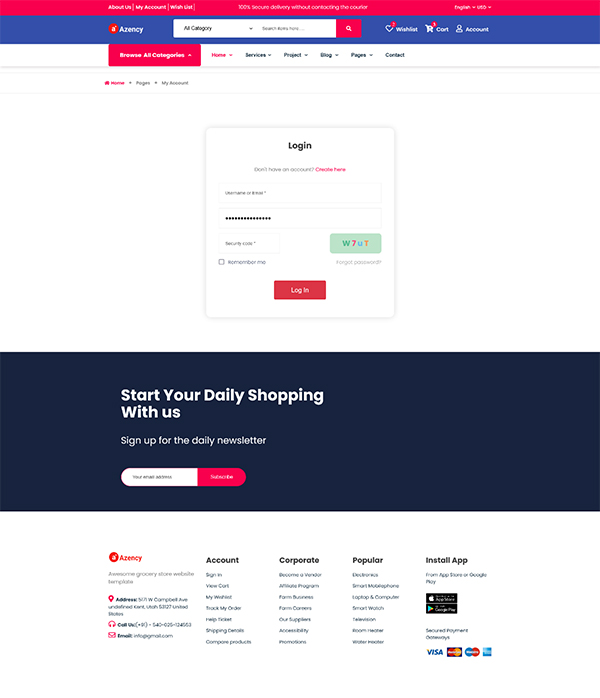 About Us | My Account | Wish List |
100% Secure delivery without contacting the courier
English USD
Azency
All Category
Search items here ...
Wishlist 2
Cart 4
Account
Browse All Categories
Home
Services
Project
Blog
Pages
Contact
Home
Pages
My Account
Login
Don't have an account? Create here
Username or Email *
Security code *
W7uT
Remember me
Forgot password?
Log In
Start Your Daily Shopping
With us
Sign up for the daily newsletter
Your email address
Subscribe
Azency
Awesome grocery store website
template
Address: 5171 W Campbell Ave
undefined Kent, Utah 53127 United
States
Call Us:(+91) - 540-025-124553
Email: info@gmail.com
Account
Sign In
View Cart
My Wishlist
Track My Order
Help Ticket
Shipping Details
Compare products
Corporate
Become a Vendor
Affiliate Program
Farm Business
Farm Careers
Our Suppliers
Accessibility
Promotions
Popular
Electronics
Smart Mobilephone
Laptop & Computer
Smart Watch
Television
Room Heater
Water Heater
Install App
From App Store or Google
Play
App Store
Google Play
Secured Payment
Gateways
VISA